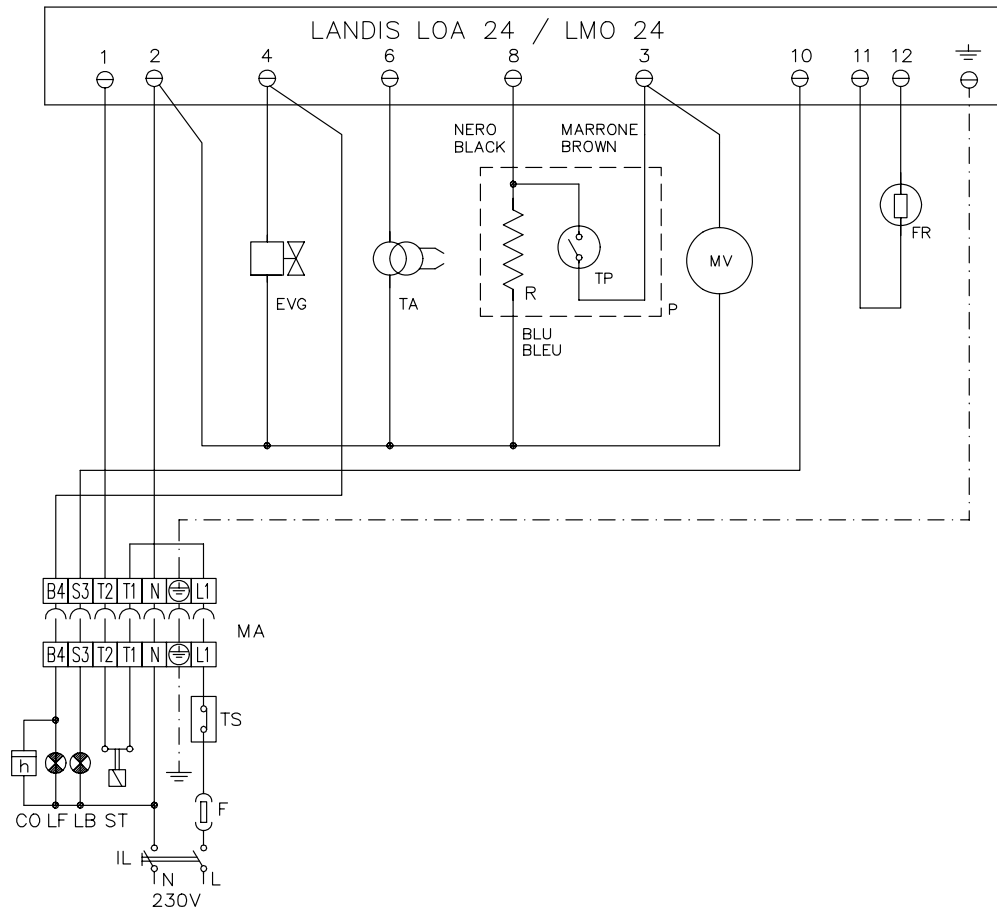 LANDIS LOA 24 / LMO 24
1 2 4 6 8 3 10 11 12
NERO
BLACK
MARRONE
BROWN
EVG
TA
R
TP
P
MV
FR
BLU
BLEU
B4 S3 T2 T1 N L1
MA
B4 S3 T2 T1 N L1
TS
h
F
CO LF LB ST
IL
N L
230V